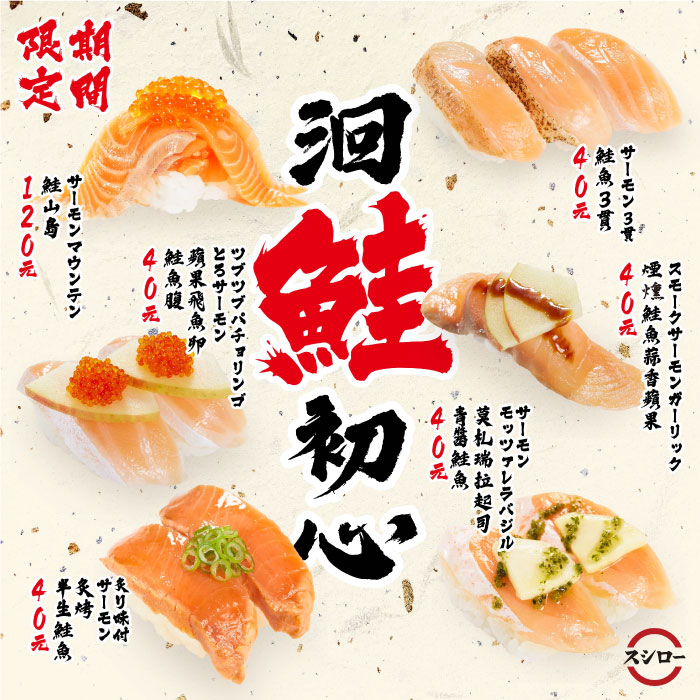 期間
限定
洄鮭初心
サーモンマウンテン
鮭山島
120元
サーモン3貫
鮭魚3貫
40元
ツブツブパチョリンゴ
とろサーモン
蘋果飛魚卵
鮭魚腹
40元
スモークサーモンガーリック
煙燻鮭魚蒜香蘋果
40元
サーモン
モッツァレラバジル
莫札瑞拉起司
青醬鮭魚
40元
炙り味付
サーモン
炙烤
半生鮭魚
40元
スシロー